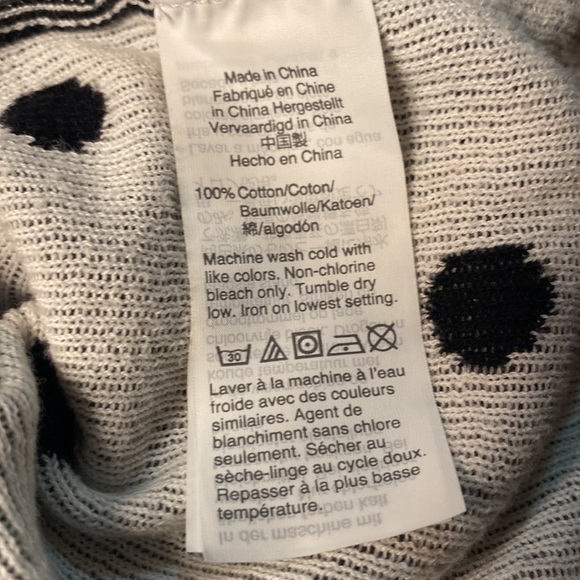 Made in China
Fabriqué en Chine
in China Hergestellt
Vervaardigd in China
中国製
Hecho en China
100% Cotton/Coton/
Baumwolle/Katoen/
綿/algodón
Machine wash cold with
like colors. Non-chlorine
bleach only. Tumble dry
low. Iron on lowest setting.
30
Laver à la machine à l'eau
froide avec des couleurs
similaires. Agent de
blanchiment sans chlore
seulement. Sécher au
sèche-linge au cycle doux.
Repasser à la plus basse
température.